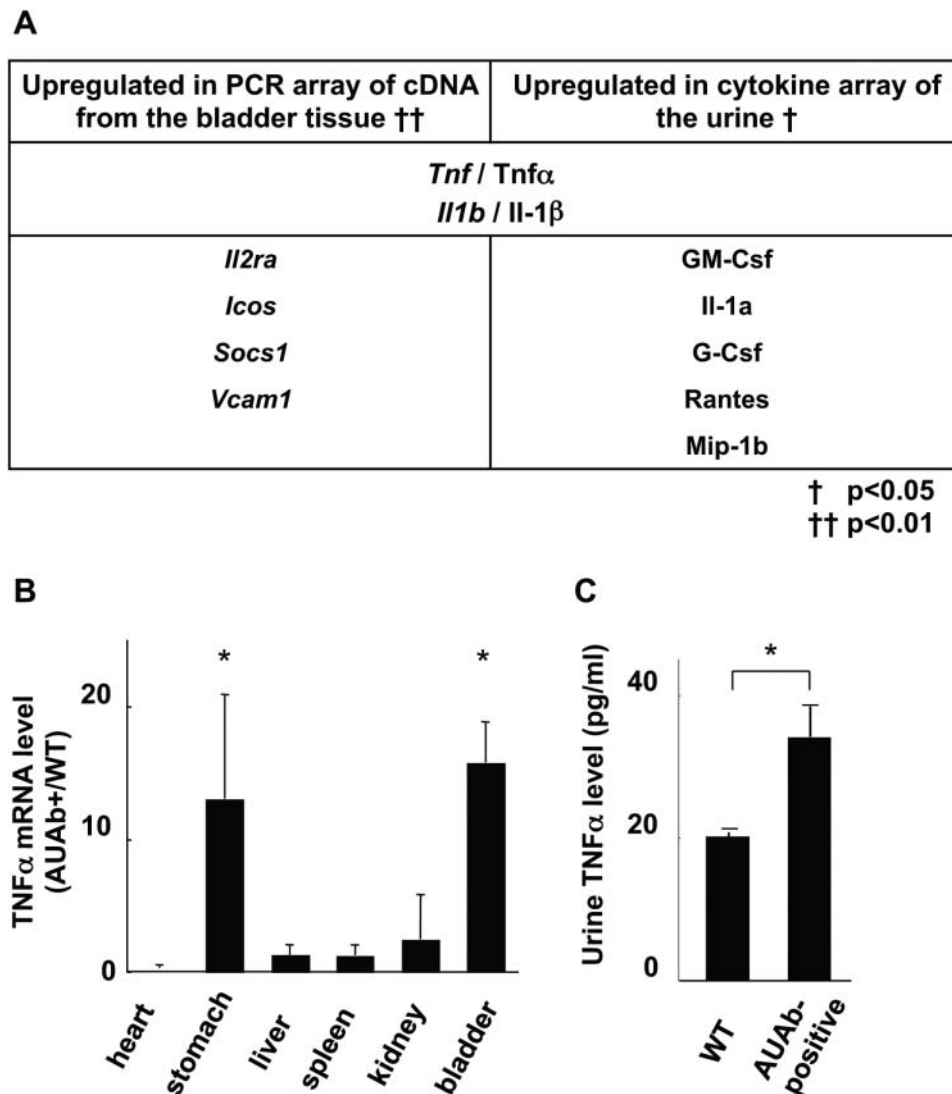 A
Upregulated in PCR array of cDNA
from the bladder tissue ††
Upregulated in cytokine array of
the urine †
Tnf / Tnfα
Il1b / Il-1β
Il2ra
Icos
Socs1
Vcam1
GM-Csf
Il-1a
G-Csf
Rantes
Mip-1b
† p<0.05
†† p<0.01
B
TNFα mRNA level
(AUAb+/WT)
20
10
0
*
*
heart
stomach
liver
spleen
kidney
bladder
C
Urine TNFα level (pg/ml)
40
20
0
*
WT
AUAb-
positive